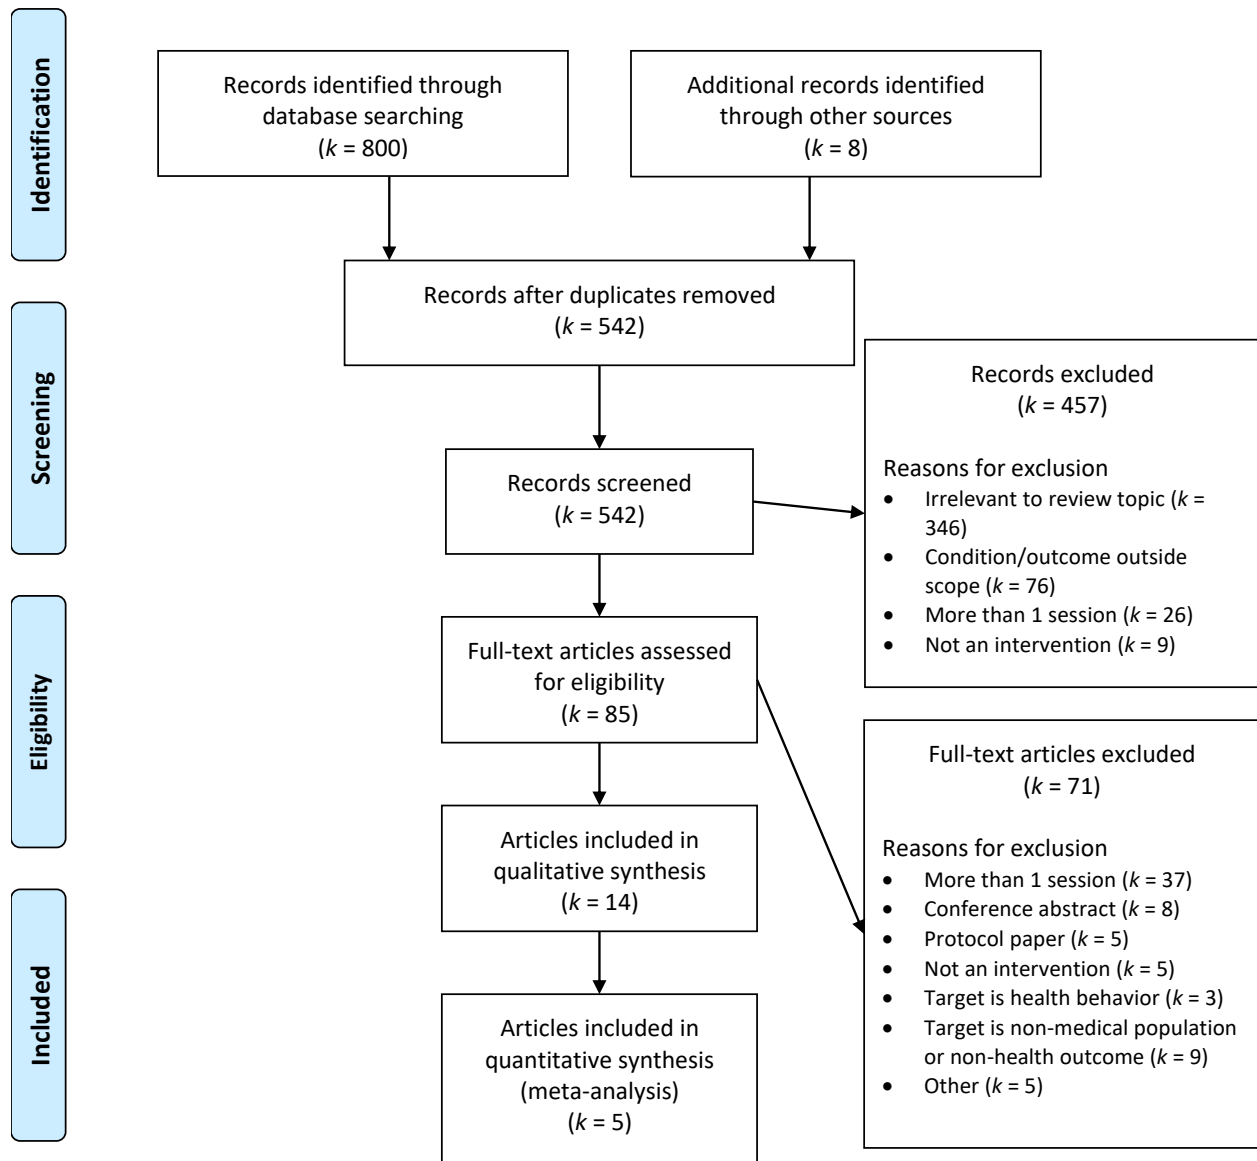 Identification
Records identified through
database searching
(k = 800)
Additional records identified
through other sources
(k = 8)
Records after duplicates removed
(k = 542)
Screening
Records screened
(k = 542)
Records excluded
(k = 457)
Reasons for exclusion
• Irrelevant to review topic (k =
346)
• Condition/outcome outside
scope (k = 76)
• More than 1 session (k = 26)
• Not an intervention (k = 9)
Eligibility
Full-text articles assessed
for eligibility
(k = 85)
Full-text articles excluded
(k = 71)
Reasons for exclusion
• More than 1 session (k = 37)
• Conference abstract (k = 8)
• Protocol paper (k = 5)
• Not an intervention (k = 5)
• Target is health behavior (k = 3)
• Target is non-medical population
or non-health outcome (k = 9)
• Other (k = 5)
Articles included in
qualitative synthesis
(k = 14)
Included
Articles included in
quantitative synthesis
(meta-analysis)
(k = 5)